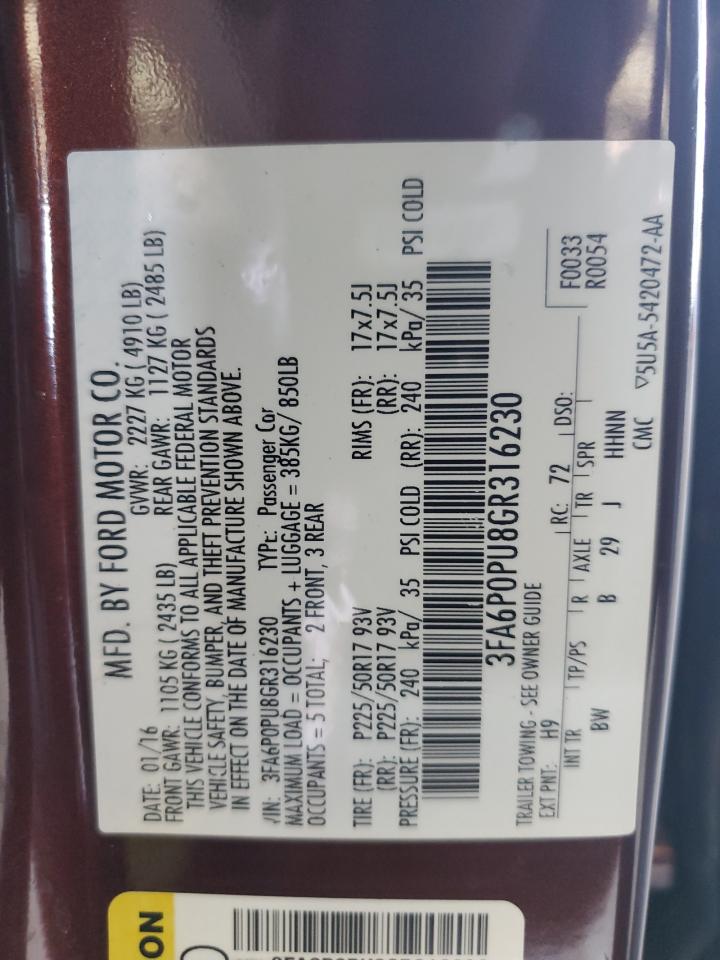 MFD. BY FORD MOTOR CO.
DATE: 01/16 GVWR: 2227 KG ( 4910 LB)
FRONT GAWR: 1105 KG ( 2435 LB) REAR GAWR: 1127 KG ( 2485 LB)
THIS VEHICLE CONFORMS TO ALL APPLICABLE FEDERAL MOTOR
VEHICLE SAFETY, BUMPER, AND THEFT PREVENTION STANDARDS
IN EFFECT ON THE DATE OF MANUFACTURE SHOWN ABOVE.
VIN: 3FA6P0PU8GR316230 TYPE: Passenger Car
MAXIMUM LOAD = OCCUPANTS + LUGGAGE = 385KG/ 850LB
OCCUPANTS = 5 TOTAL; 2 FRONT, 3 REAR
TIRE (FR): P225/50R17 93V RIMS (FR): 17x7.5J
(RR): P225/50R17 93V (RR): 17x7.5J
PRESSURE (FR): 240 kPa/ 35 PSI COLD (RR): 240 kPa/ 35 PSI COLD
3FA6P0PU8GR316230
TRAILER TOWING - SEE OWNER GUIDE
EXT PNT: H9 RC: 72 DSO: F0033
R0054
INT TR TP/PS R AXLE TR SPR
BW B 29 J HHNN
CMC ▽5U5A-5420472-AA
ON